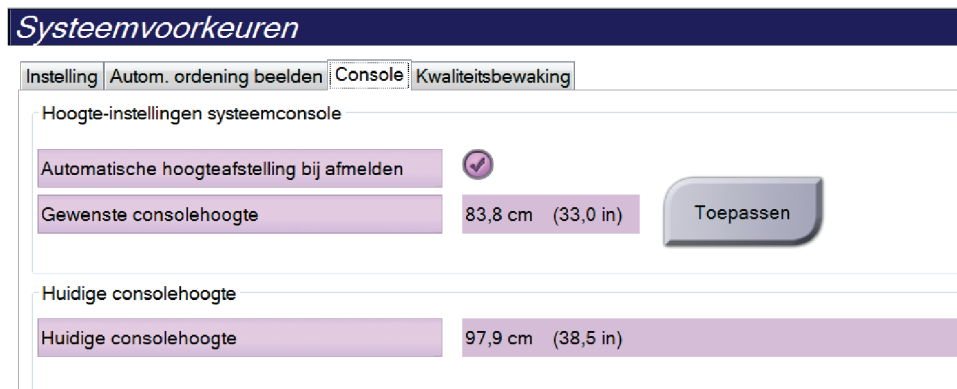 Systeemvoorkeuren
Instelling Autom. ordening beelden Console Kwaliteitsbewaking
Hoogte-instellingen systeemconsole
Automatische hoogteafstelling bij afmelden
Gewenste consolehoogte 83,8 cm (33,0 in) Toepassen
Huidige consolehoogte
Huidige consolehoogte 97,9 cm (38,5 in)